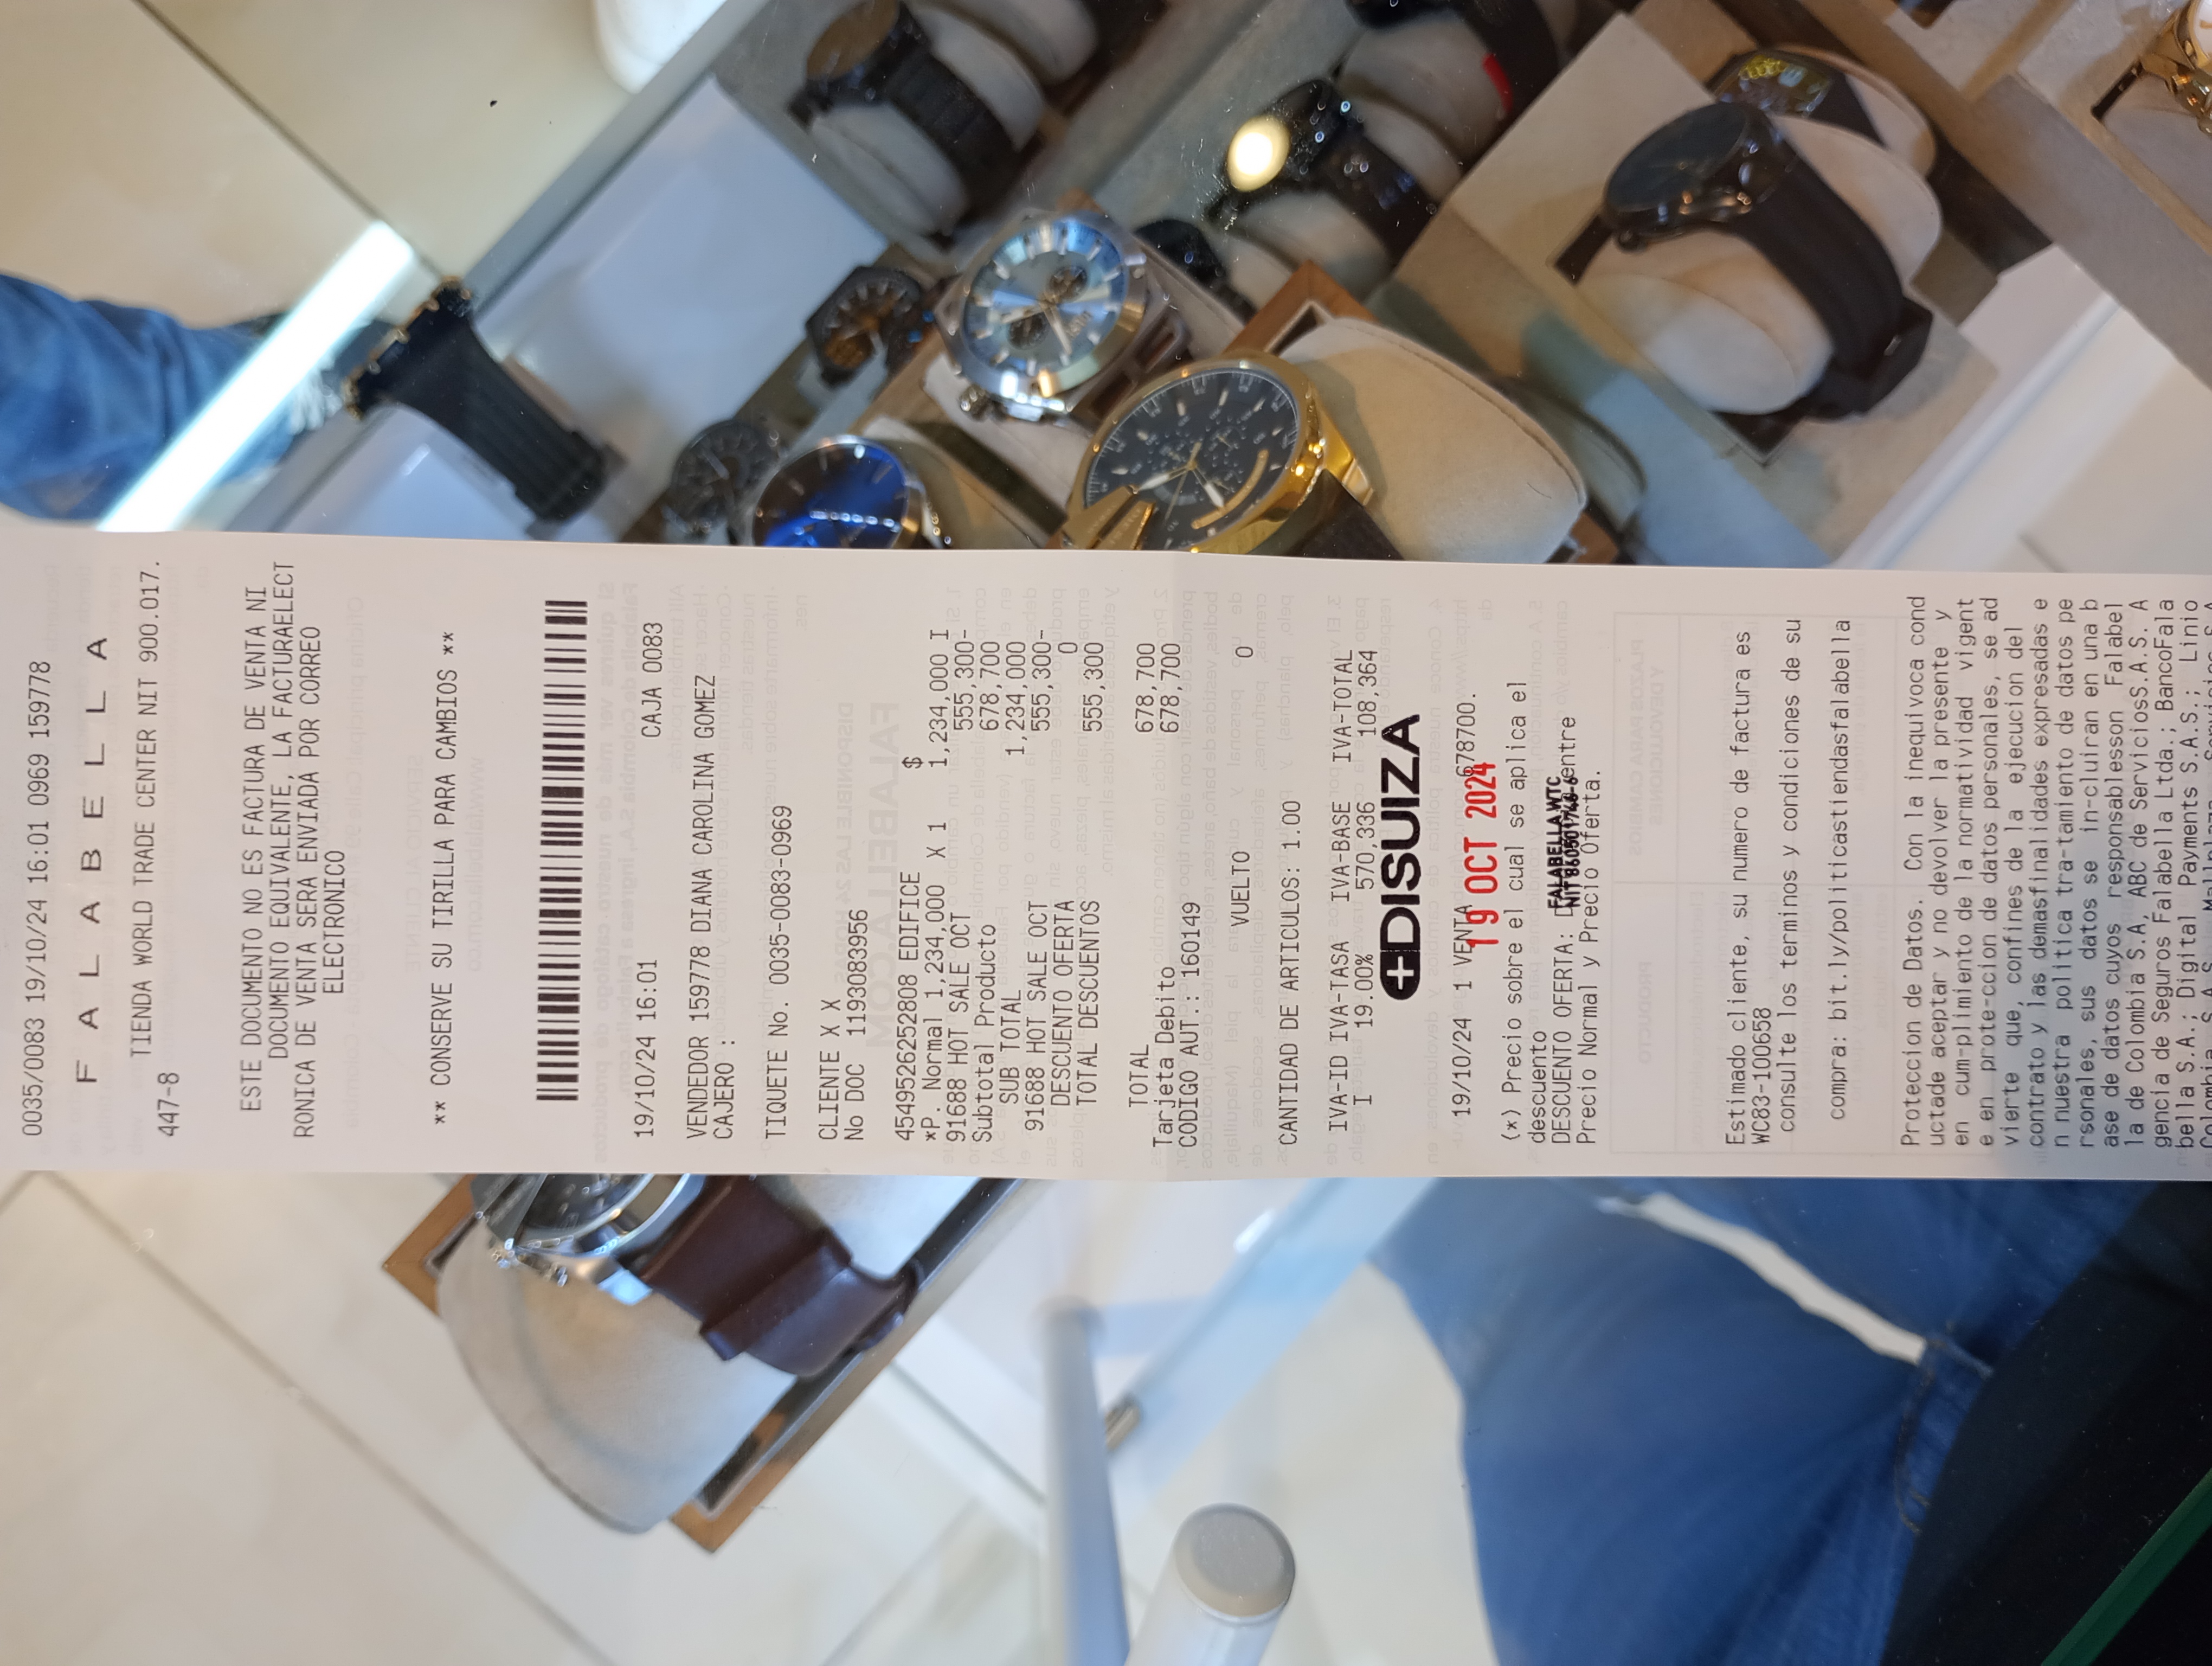 0035/0083 19/10/24 16:01 0969 159778
F A L A B E L L A
TIENDA WORLD TRADE CENTER NIT 900.017.
447-8
ESTE DOCUMENTO NO ES FACTURA DE VENTA NI
DOCUMENTO EQUIVALENTE, LA FACTURAELECT
RONICA DE VENTA SERA ENVIADA POR CORREO
ELECTRONICO
** CONSERVE SU TIRILLA PARA CAMBIOS **
19/10/24 16:01 CAJA 0083
VENDEDOR 159778 DIANA CAROLINA GOMEZ
CAJERO :
TIQUETE No. 0035-0083-0969
CLIENTE X X
No DOC 1193083956
4549526252808 EDIFICE $
*P. Normal 1,234,000 X 1 1,234,000 I
91688 HOT SALE OCT 555,300-
Subtotal Producto 678,700
SUB TOTAL 1,234,000
91688 HOT SALE OCT 555,300-
DESCUENTO OFERTA 0
TOTAL DESCUENTOS 555,300
TOTAL 678,700
Tarjeta Debito 678,700
CODIGO AUT.: 160149
VUELTO 0
CANTIDAD DE ARTICULOS: 1.00
IVA-ID IVA-TASA IVA-BASE IVA-TOTAL
I 19.00% 570,336 108,364
DISUIZA
19/10/24 1 VENTA 678700.
19 OCT 2024
(*) Precio sobre el cual se aplica el
descuento
FALABELLA WTC
DESCUENTO OFERTA: entre
Precio Normal y Precio Oferta.
Estimado cliente, su numero de factura es
WC83-100658
consulte los terminos y condiciones de su
compra: bit.ly/politicastiendasfalabella
Proteccion de Datos. Con la inequivoca cond
uctade aceptar y no devolver la presente y
en cum-plimiento de la normatividad vigent
e en prote-ccion de datos personales, se ad
vierte que, confines de la ejecucion del
contrato y las demasfinalidades expresadas e
n nuestra politica tra-tamiento de datos pe
rsonales, sus datos se in-cluiran en una b
ase de datos cuyos responsablesson Falabel
la de Colombia S.A, ABC de ServiciosS.A.S. A
gencia de Seguros Falabella Ltda.; BancoFala
bella S.A.; Digital Payments S.A.S.; Linio